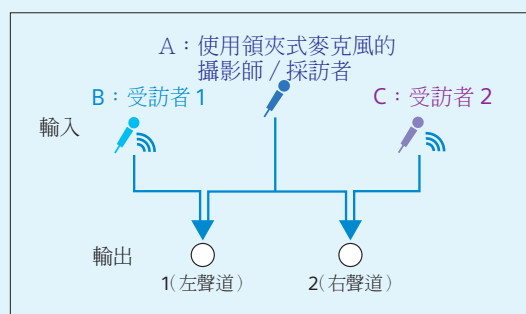 A：使用領夾式麥克風的
攝影師／採訪者
B：受訪者 1
C：受訪者 2
輸入
輸出
1（左聲道）
2（右聲道）